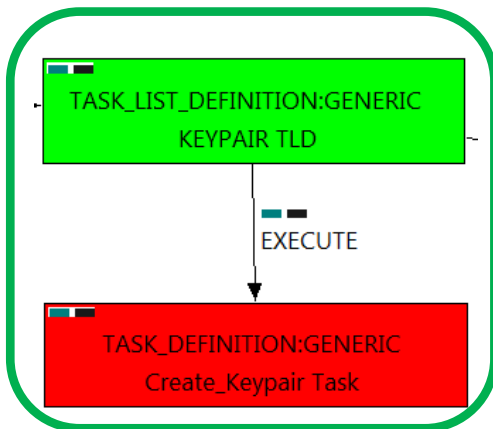 TASK_LIST_DEFINITION:GENERIC
KEYPAIR TLD
EXECUTE
TASK_DEFINITION:GENERIC
Create_Keypair Task